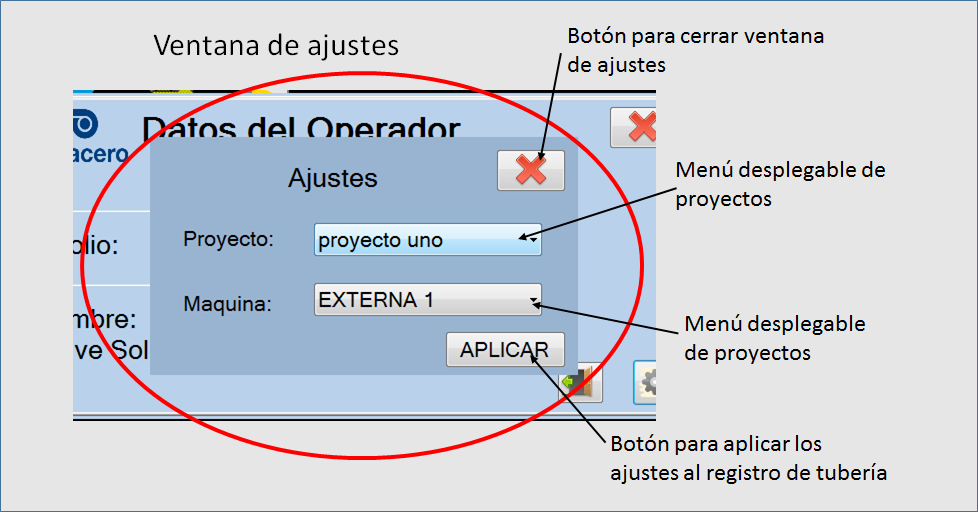 Ventana de ajustes
Botón para cerrar ventana
de ajustes
Datos del Operador
acero
Ajustes
Menú desplegable de
proyectos
Proyecto:
proyecto uno
olio:
Maquina:
EXTERNA 1
mbre:
ve Sol
Menú desplegable
de proyectos
APLICAR
Botón para aplicar los
ajustes al registro de tubería